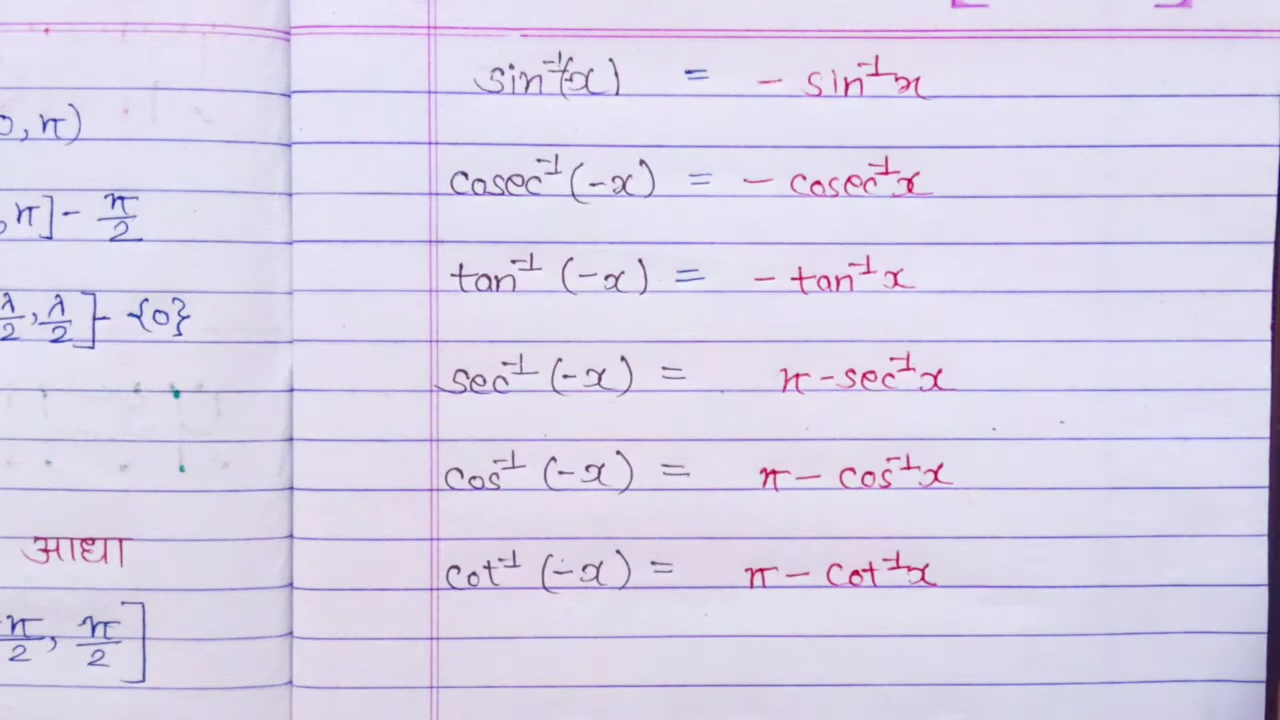 0, π)
, π] - π/2
λ/2, λ/2] - {0}
आधा
π/2, π/2]
sin⁻¹(-x) = - sin⁻¹x
cosec⁻¹(-x) = - cosec⁻¹x
tan⁻¹ (-x) = - tan⁻¹x
sec⁻¹ (-x) = π - sec⁻¹x
cos⁻¹ (-x) = π - cos⁻¹x
cot⁻¹ (-x) = π - cot⁻¹x